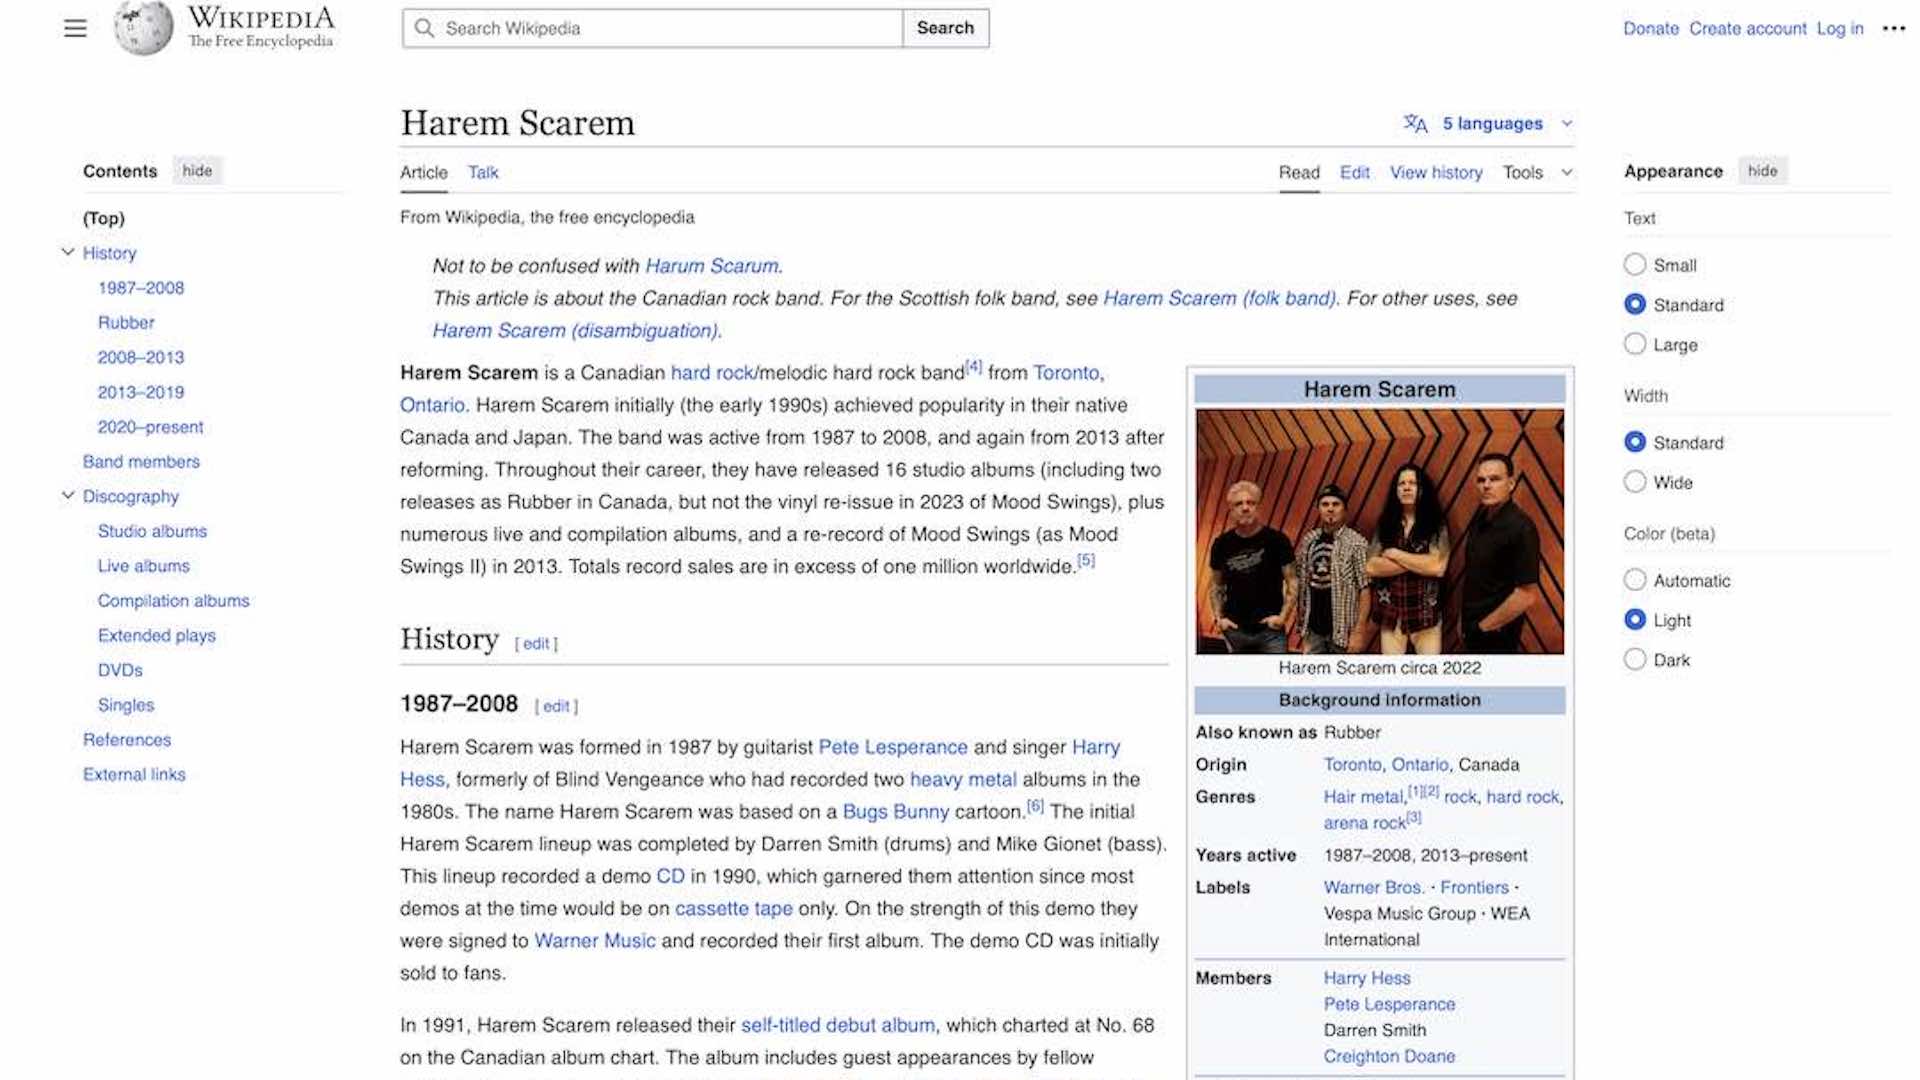 WIKIPEDIA
The Free Encyclopedia
Search Wikipedia
Search
Donate Create account Log in
Harem Scarem
5 languages
Contents hide
(Top)
History
1987–2008
Rubber
2008–2013
2013–2019
2020–present
Band members
Discography
Studio albums
Live albums
Compilation albums
Extended plays
DVDs
Singles
References
External links
Article Talk
Read Edit View history Tools
From Wikipedia, the free encyclopedia
Not to be confused with Harum Scarum.
This article is about the Canadian rock band. For the Scottish folk band, see Harem Scarem (folk band). For other uses, see
Harem Scarem (disambiguation).
Harem Scarem is a Canadian hard rock/melodic hard rock band[4] from Toronto,
Ontario. Harem Scarem initially (the early 1990s) achieved popularity in their native
Canada and Japan. The band was active from 1987 to 2008, and again from 2013 after
reforming. Throughout their career, they have released 16 studio albums (including two
releases as Rubber in Canada, but not the vinyl re-issue in 2023 of Mood Swings), plus
numerous live and compilation albums, and a re-record of Mood Swings (as Mood
Swings II) in 2013. Totals record sales are in excess of one million worldwide.[5]
History [ edit ]
1987–2008 [ edit ]
Harem Scarem was formed in 1987 by guitarist Pete Lesperance and singer Harry
Hess, formerly of Blind Vengeance who had recorded two heavy metal albums in the
1980s. The name Harem Scarem was based on a Bugs Bunny cartoon.[6] The initial
Harem Scarem lineup was completed by Darren Smith (drums) and Mike Gionet (bass).
This lineup recorded a demo CD in 1990, which garnered them attention since most
demos at the time would be on cassette tape only. On the strength of this demo they
were signed to Warner Music and recorded their first album. The demo CD was initially
sold to fans.
In 1991, Harem Scarem released their self-titled debut album, which charted at No. 68
on the Canadian album chart. The album includes guest appearances by fellow
Harem Scarem
Harem Scarem circa 2022
Background information
Also known as Rubber
Origin Toronto, Ontario, Canada
Genres Hair metal,[1][2] rock, hard rock,
arena rock[3]
Years active 1987–2008, 2013–present
Labels Warner Bros. · Frontiers ·
Vespa Music Group · WEA
International
Members Harry Hess
Pete Lesperance
Darren Smith
Creighton Doane
Appearance hide
Text
Small
Standard
Large
Width
Standard
Wide
Color (beta)
Automatic
Light
Dark